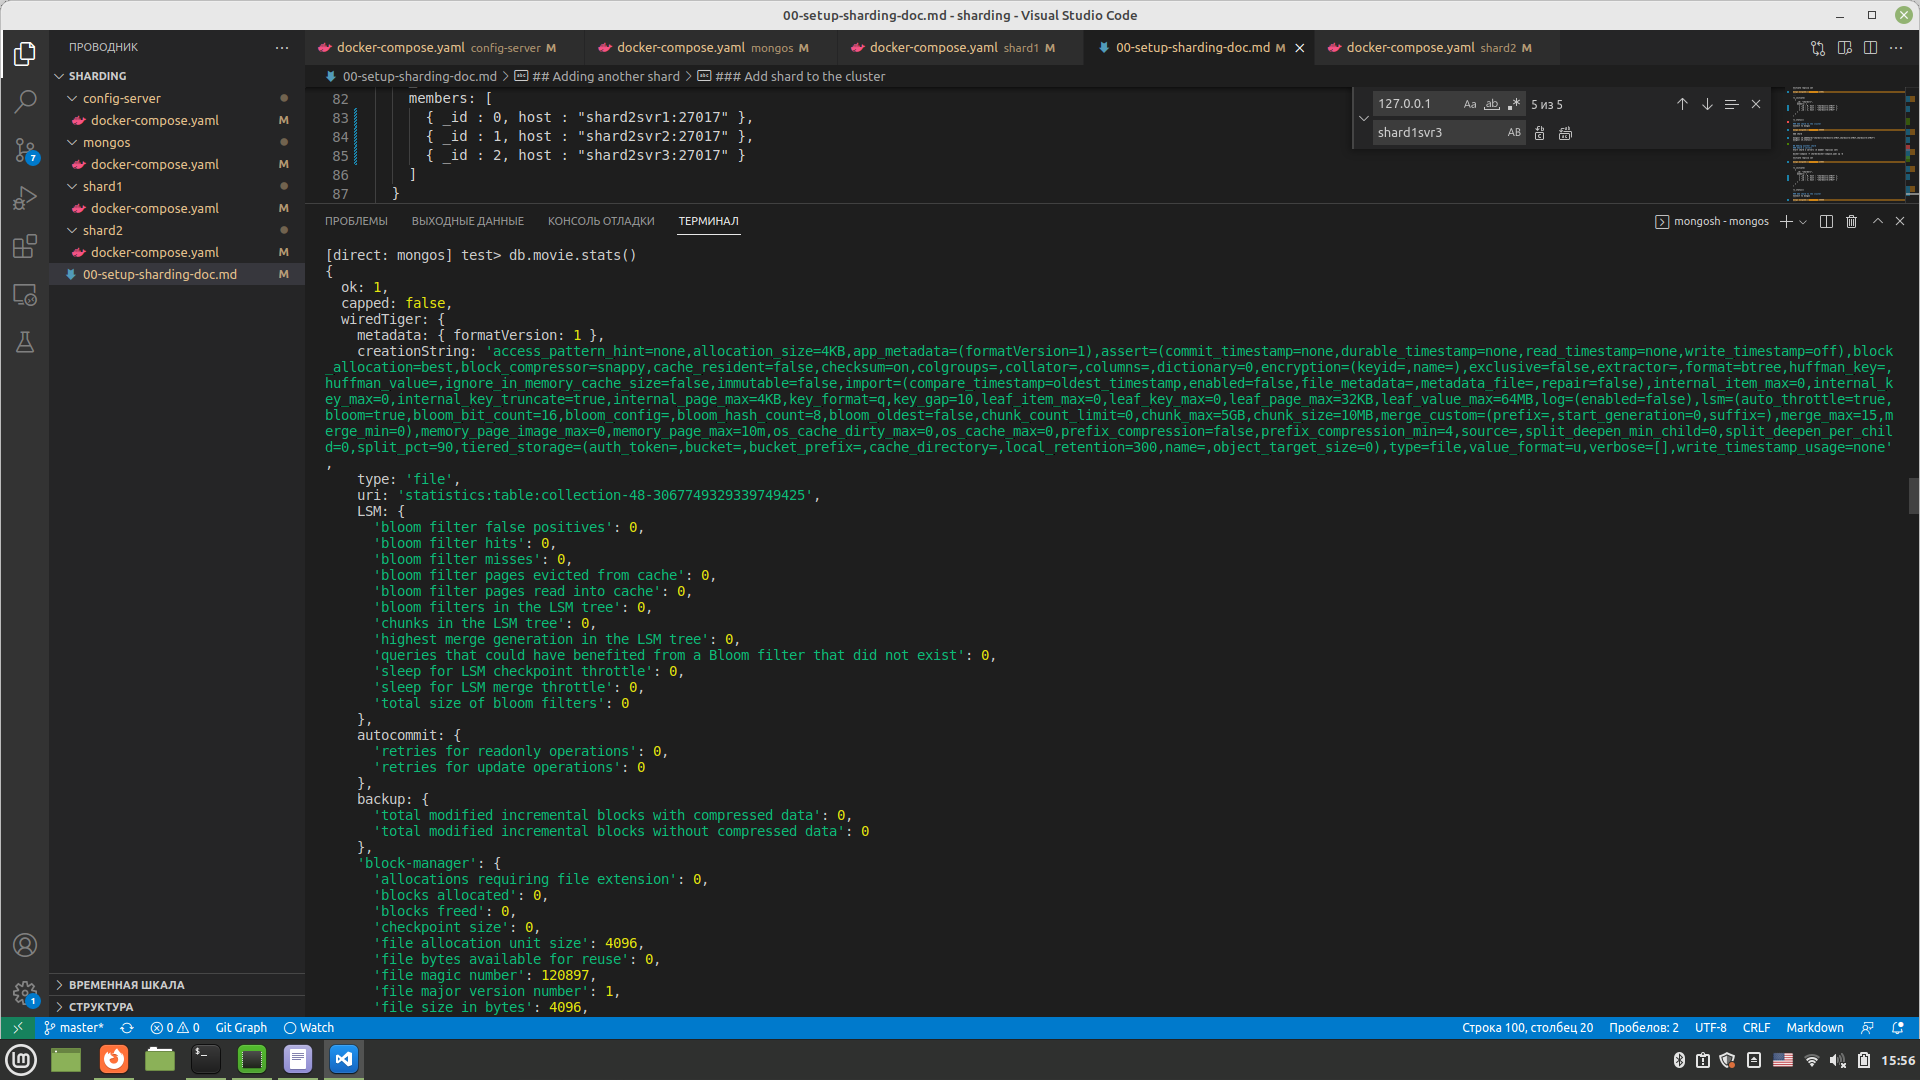 00-setup-sharding-doc.md - sharding - Visual Studio Code
ПРОВОДНИК
SHARDING
config-server
docker-compose.yaml M
mongos
docker-compose.yaml M
shard1
docker-compose.yaml M
shard2
docker-compose.yaml M
00-setup-sharding-doc.md M
ВРЕМЕННАЯ ШКАЛА
СТРУКТУРА
7
1
docker-compose.yaml config-server M
docker-compose.yaml mongos M
docker-compose.yaml shard1 M
00-setup-sharding-doc.md M
docker-compose.yaml shard2 M
00-setup-sharding-doc.md > ## Adding another shard > ### Add shard to the cluster
82 members: [
83 { _id : 0, host : "shard2svr1:27017" },
84 { _id : 1, host : "shard2svr2:27017" },
85 { _id : 2, host : "shard2svr3:27017" }
86 ]
87 }
127.0.0.1 Aa ab .* 5 из 5
shard1svr3 AB
ПРОБЛЕМЫ ВЫХОДНЫЕ ДАННЫЕ КОНСОЛЬ ОТЛАДКИ ТЕРМИНАЛ
mongosh - mongos
[direct: mongos] test> db.movie.stats()
{
ok: 1,
capped: false,
wiredTiger: {
metadata: { formatVersion: 1 },
creationString: 'access_pattern_hint=none,allocation_size=4KB,app_metadata=(formatVersion=1),assert=(commit_timestamp=none,durable_timestamp=none,read_timestamp=none,write_timestamp=off),block
_allocation=best,block_compressor=snappy,cache_resident=false,checksum=on,colgroups=,collator=,columns=,dictionary=0,encryption=(keyid=,name=),exclusive=false,extractor=,format=btree,huffman_key=,
huffman_value=,ignore_in_memory_cache_size=false,immutable=false,import=(compare_timestamp=oldest_timestamp,enabled=false,file_metadata=,metadata_file=,repair=false),internal_item_max=0,internal_k
ey_max=0,internal_key_truncate=true,internal_page_max=4KB,key_format=q,key_gap=10,leaf_item_max=0,leaf_key_max=0,leaf_page_max=32KB,leaf_value_max=64MB,log=(enabled=false),lsm=(auto_throttle=true,
bloom=true,bloom_bit_count=16,bloom_config=,bloom_hash_count=8,bloom_oldest=false,chunk_count_limit=0,chunk_max=5GB,chunk_size=10MB,merge_custom=(prefix=,start_generation=0,suffix=),merge_max=15,m
erge_min=0),memory_page_image_max=0,memory_page_max=10m,os_cache_dirty_max=0,os_cache_max=0,prefix_compression=false,prefix_compression_min=4,source=,split_deepen_min_child=0,split_deepen_per_chil
d=0,split_pct=90,tiered_storage=(auth_token=,bucket=,bucket_prefix=,cache_directory=,local_retention=300,name=,object_target_size=0),type=file,value_format=u,verbose=[],write_timestamp_usage=none'
,
type: 'file',
uri: 'statistics:table:collection-48-3067749329339749425',
LSM: {
'bloom filter false positives': 0,
'bloom filter hits': 0,
'bloom filter misses': 0,
'bloom filter pages evicted from cache': 0,
'bloom filter pages read into cache': 0,
'bloom filters in the LSM tree': 0,
'chunks in the LSM tree': 0,
'highest merge generation in the LSM tree': 0,
'queries that could have benefited from a Bloom filter that did not exist': 0,
'sleep for LSM checkpoint throttle': 0,
'sleep for LSM merge throttle': 0,
'total size of bloom filters': 0
},
autocommit: {
'retries for readonly operations': 0,
'retries for update operations': 0
},
backup: {
'total modified incremental blocks with compressed data': 0,
'total modified incremental blocks without compressed data': 0
},
'block-manager': {
'allocations requiring file extension': 0,
'blocks allocated': 0,
'blocks freed': 0,
'checkpoint size': 0,
'file allocation unit size': 4096,
'file bytes available for reuse': 0,
'file magic number': 120897,
'file major version number': 1,
'file size in bytes': 4096,
master* 0 0 Git Graph Watch
Строка 100, столбец 20 Пробелов: 2 UTF-8 CRLF Markdown
15:56